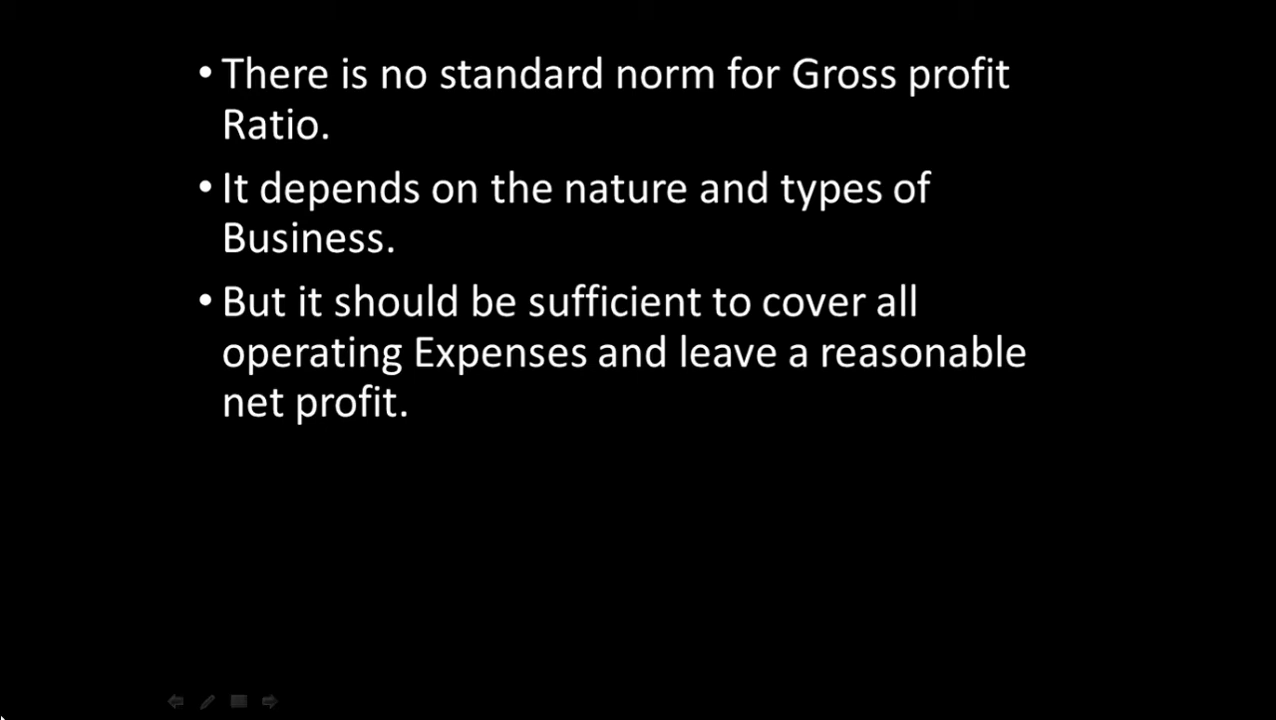 • There is no standard norm for Gross profit
Ratio.
• It depends on the nature and types of
Business.
• But it should be sufficient to cover all
operating Expenses and leave a reasonable
net profit.